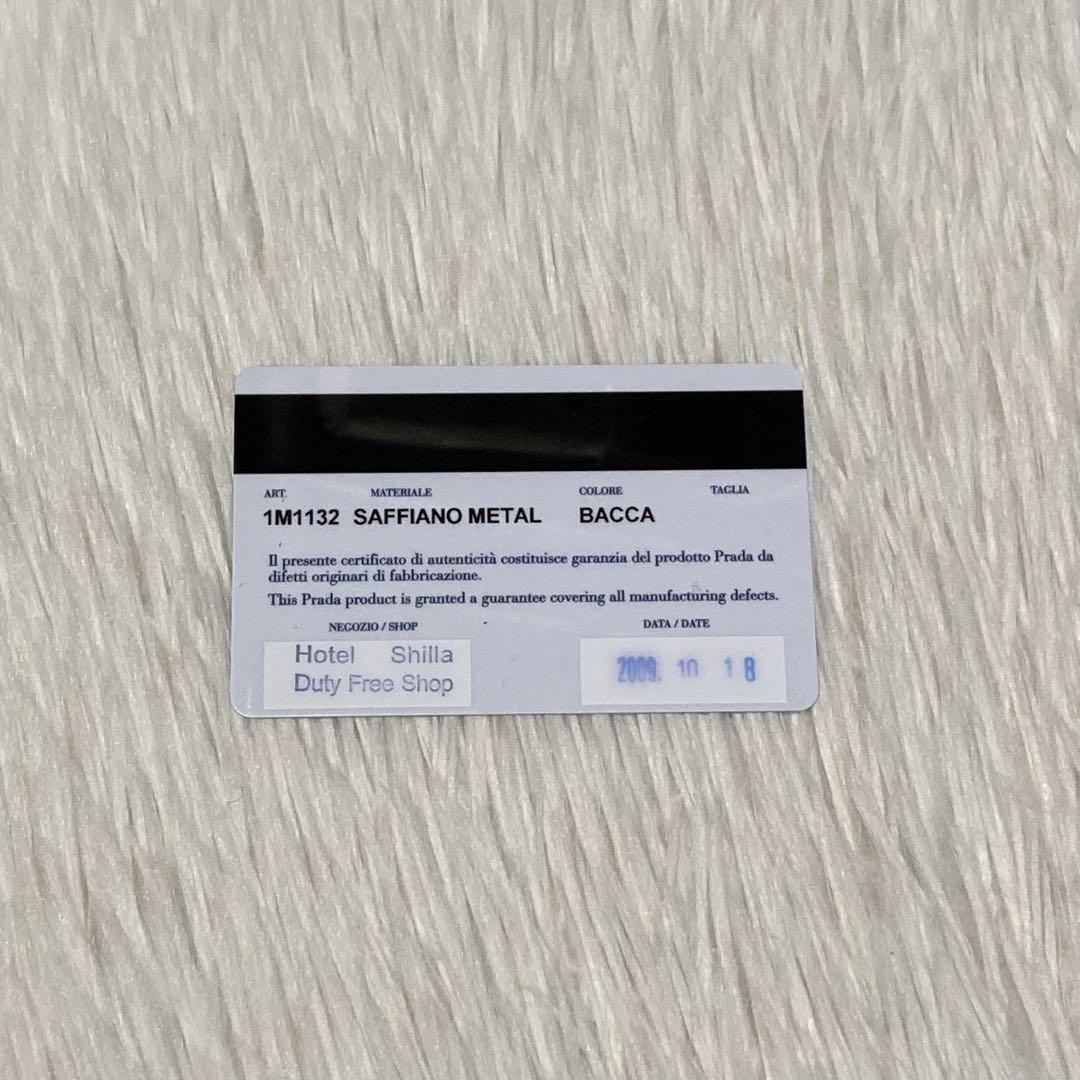 ART. MATERIALE COLORE TAGLIA
1M1132 SAFFIANO METAL BACCA
Il presente certificato di autenticità costituisce garanzia del prodotto Prada da
difetti originari di fabbricazione.
This Prada product is granted a guarantee covering all manufacturing defects.
NEGOZIO / SHOP DATA / DATE
Hotel Shilla
Duty Free Shop
2009. 10 18